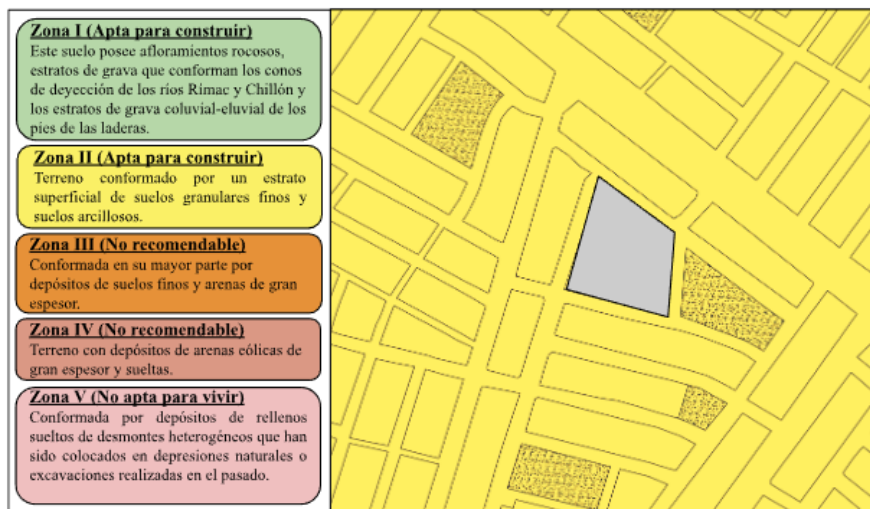 Zona I (Apta para construir)
Este suelo posee afloramientos rocosos,
estratos de grava que conforman los conos
de deyección de los ríos Rímac y Chillón y
los estratos de grava coluvial-eluvial de los
pies de las laderas.
Zona II (Apta para construir)
Terreno conformado por un estrato
superficial de suelos granulares finos y
suelos arcillosos.
Zona III (No recomendable)
Conformada en su mayor parte por
depósitos de suelos finos y arenas de gran
espesor.
Zona IV (No recomendable)
Terreno con depósitos de arenas eólicas de
gran espesor y sueltas.
Zona V (No apta para vivir)
Conformada por depósitos de rellenos
sueltos de desmontes heterogéneos que han
sido colocados en depresiones naturales o
excavaciones realizadas en el pasado.